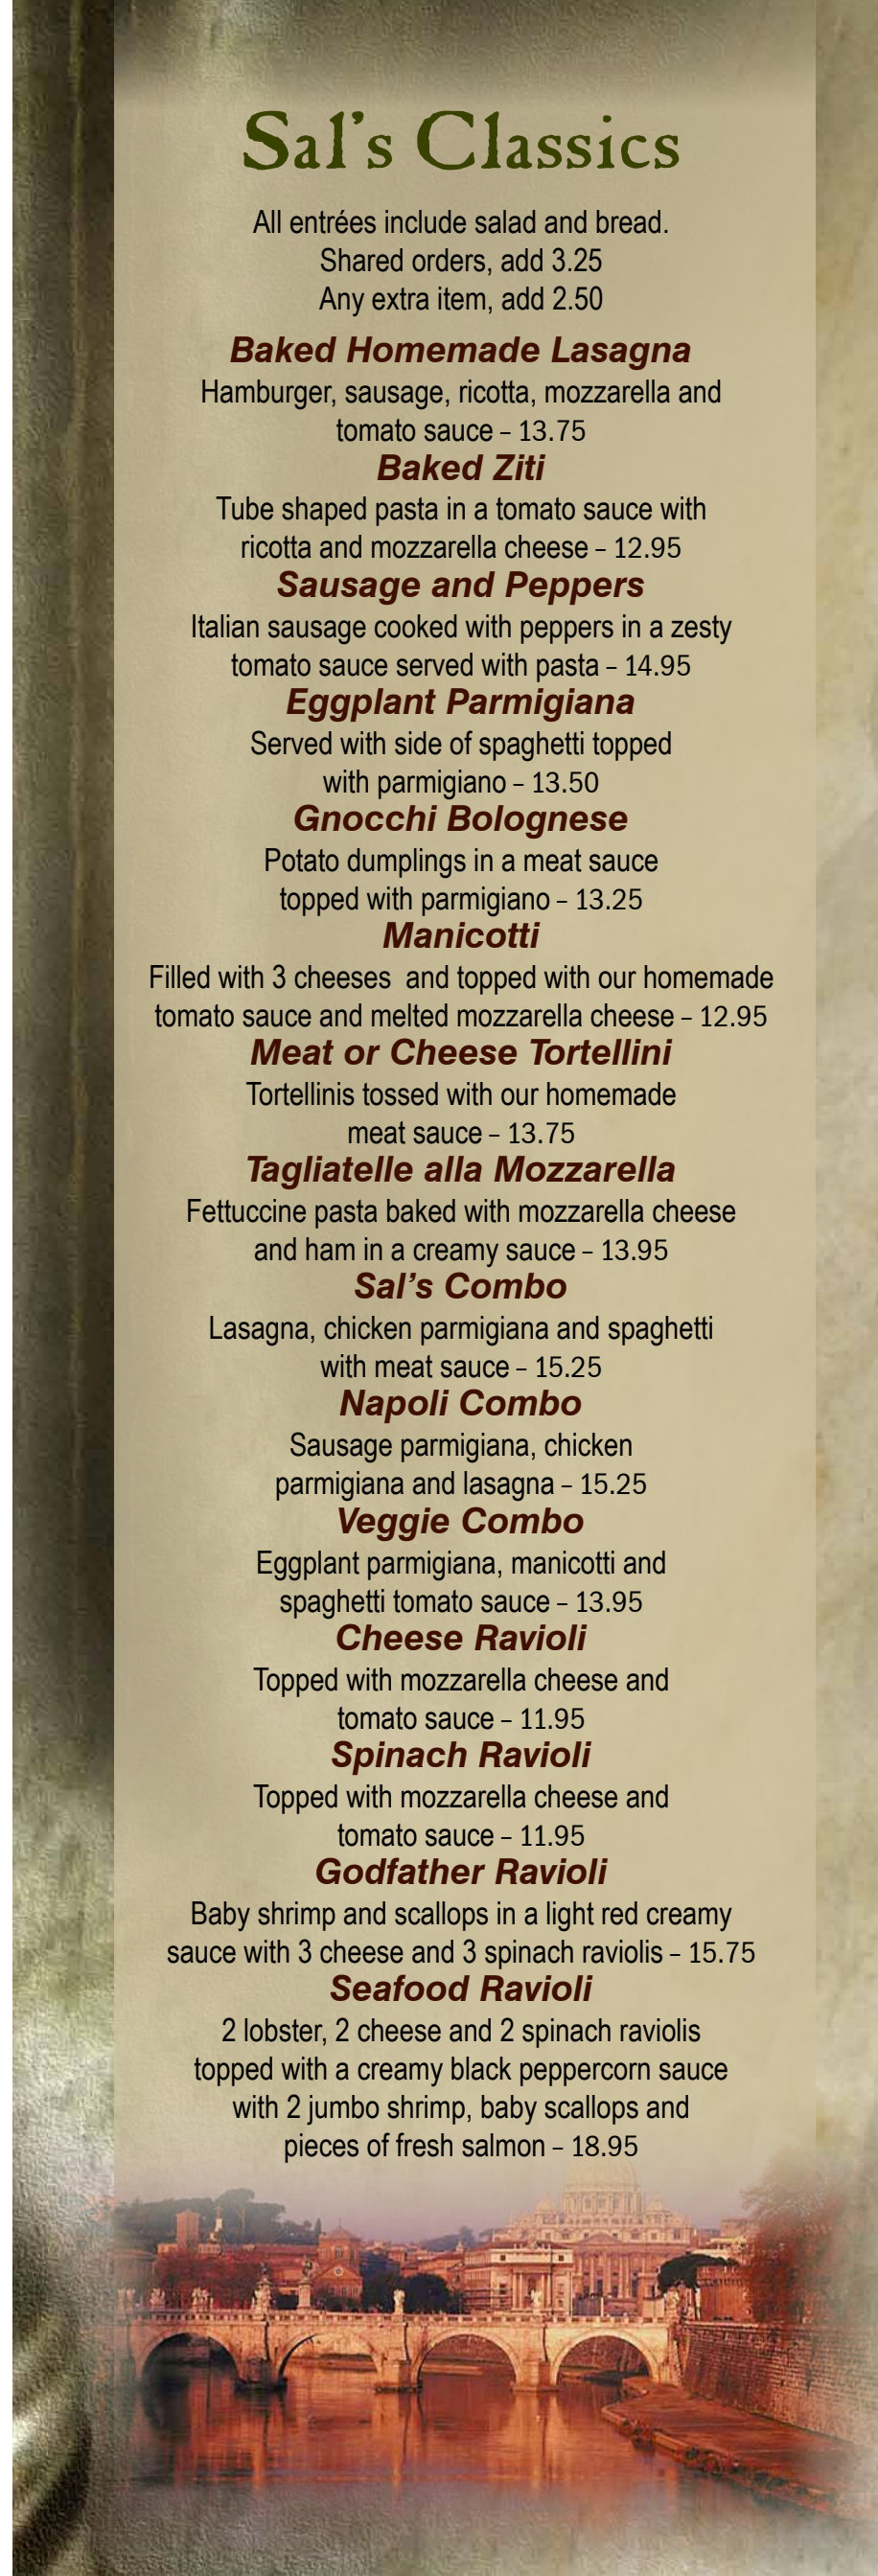 Sal’s Classics
All entrées include salad and bread.
Shared orders, add 3.25
Any extra item, add 2.50
Baked Homemade Lasagna
Hamburger, sausage, ricotta, mozzarella and
tomato sauce – 13.75
Baked Ziti
Tube shaped pasta in a tomato sauce with
ricotta and mozzarella cheese – 12.95
Sausage and Peppers
Italian sausage cooked with peppers in a zesty
tomato sauce served with pasta – 14.95
Eggplant Parmigiana
Served with side of spaghetti topped
with parmigiano – 13.50
Gnocchi Bolognese
Potato dumplings in a meat sauce
topped with parmigiano – 13.25
Manicotti
Filled with 3 cheeses  and topped with our homemade
tomato sauce and melted mozzarella cheese – 12.95
Meat or Cheese Tortellini
Tortellinis tossed with our homemade
meat sauce – 13.75
Tagliatelle alla Mozzarella
Fettuccine pasta baked with mozzarella cheese
and ham in a creamy sauce – 13.95
Sal’s Combo
Lasagna, chicken parmigiana and spaghetti
with meat sauce – 15.25
Napoli Combo
Sausage parmigiana, chicken
parmigiana and lasagna – 15.25
Veggie Combo
Eggplant parmigiana, manicotti and
spaghetti tomato sauce – 13.95
Cheese Ravioli
Topped with mozzarella cheese and
tomato sauce – 11.95
Spinach Ravioli
Topped with mozzarella cheese and
tomato sauce – 11.95
Godfather Ravioli
Baby shrimp and scallops in a light red creamy
sauce with 3 cheese and 3 spinach raviolis – 15.75
Seafood Ravioli
2 lobster, 2 cheese and 2 spinach raviolis
topped with a creamy black peppercorn sauce
with 2 jumbo shrimp, baby scallops and
pieces of fresh salmon – 18.95